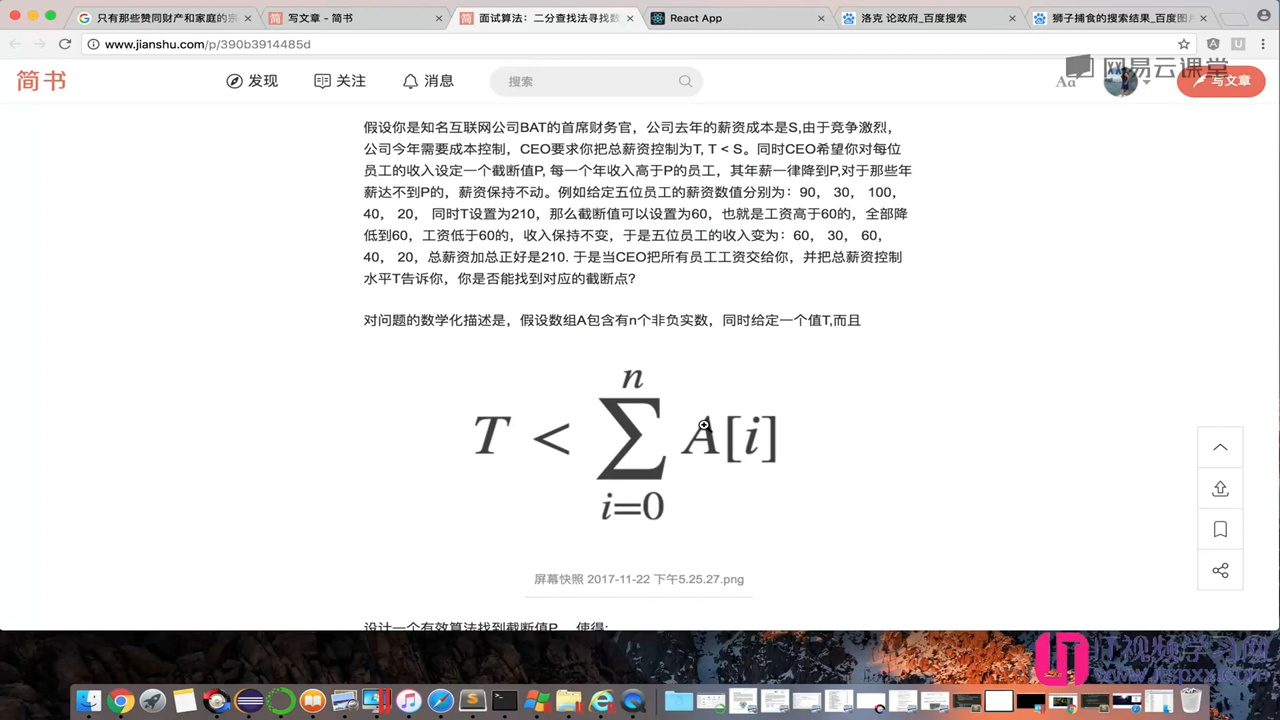 只有那些赞同财产和家庭的宗
写文章 - 简书
面试算法：二分查找法寻找数
React App
洛克 论政府_百度搜索
狮子捕食的搜索结果_百度图片
www.jianshu.com/p/390b3914485d
简书
发现
关注
消息
搜索
Aa
写文章
网易云课堂
假设你是知名互联网公司BAT的首席财务官，公司去年的薪资成本是S,由于竞争激烈，
公司今年需要成本控制，CEO要求你把总薪资控制为T, T < S。同时CEO希望你对每位
员工的收入设定一个截断值P, 每一个年收入高于P的员工，其年薪一律降到P,对于那些年
薪达不到P的，薪资保持不动。例如给定五位员工的薪资数值分别为：90， 30， 100，
40， 20， 同时T设置为210，那么截断值可以设置为60，也就是工资高于60的，全部降
低到60，工资低于60的，收入保持不变，于是五位员工的收入变为：60， 30， 60，
40， 20，总薪资加总正好是210. 于是当CEO把所有员工工资交给你，并把总薪资控制
水平T告诉你，你是否能找到对应的截断点?
对问题的数学化描述是，假设数组A包含有n个非负实数，同时给定一个值T,而且
n
T < ∑ A[i]
i=0
屏幕快照 2017-11-22 下午5.25.27.png
设计一个有效算法找到截断值P， 使得:
IT视频学习网
www.itspxx.com